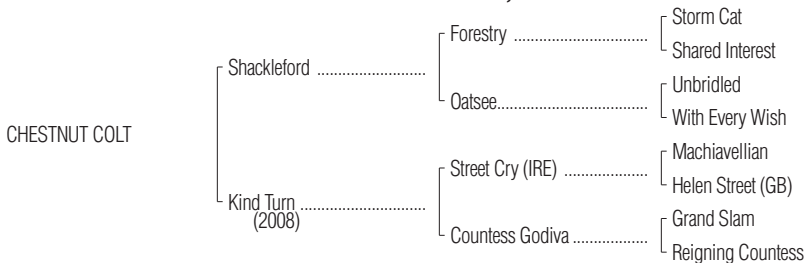 Storm Cat
Forestry ........................
Shared Interest
Shackleford ...........................
Unbridled
Oatsee...........................
With Every Wish
CHESTNUT COLT
Machiavellian
Street Cry (IRE) ...............
Helen Street (GB)
Kind Turn ...............................
(2008)
Grand Slam
Countess Godiva .................
Reigning Countess